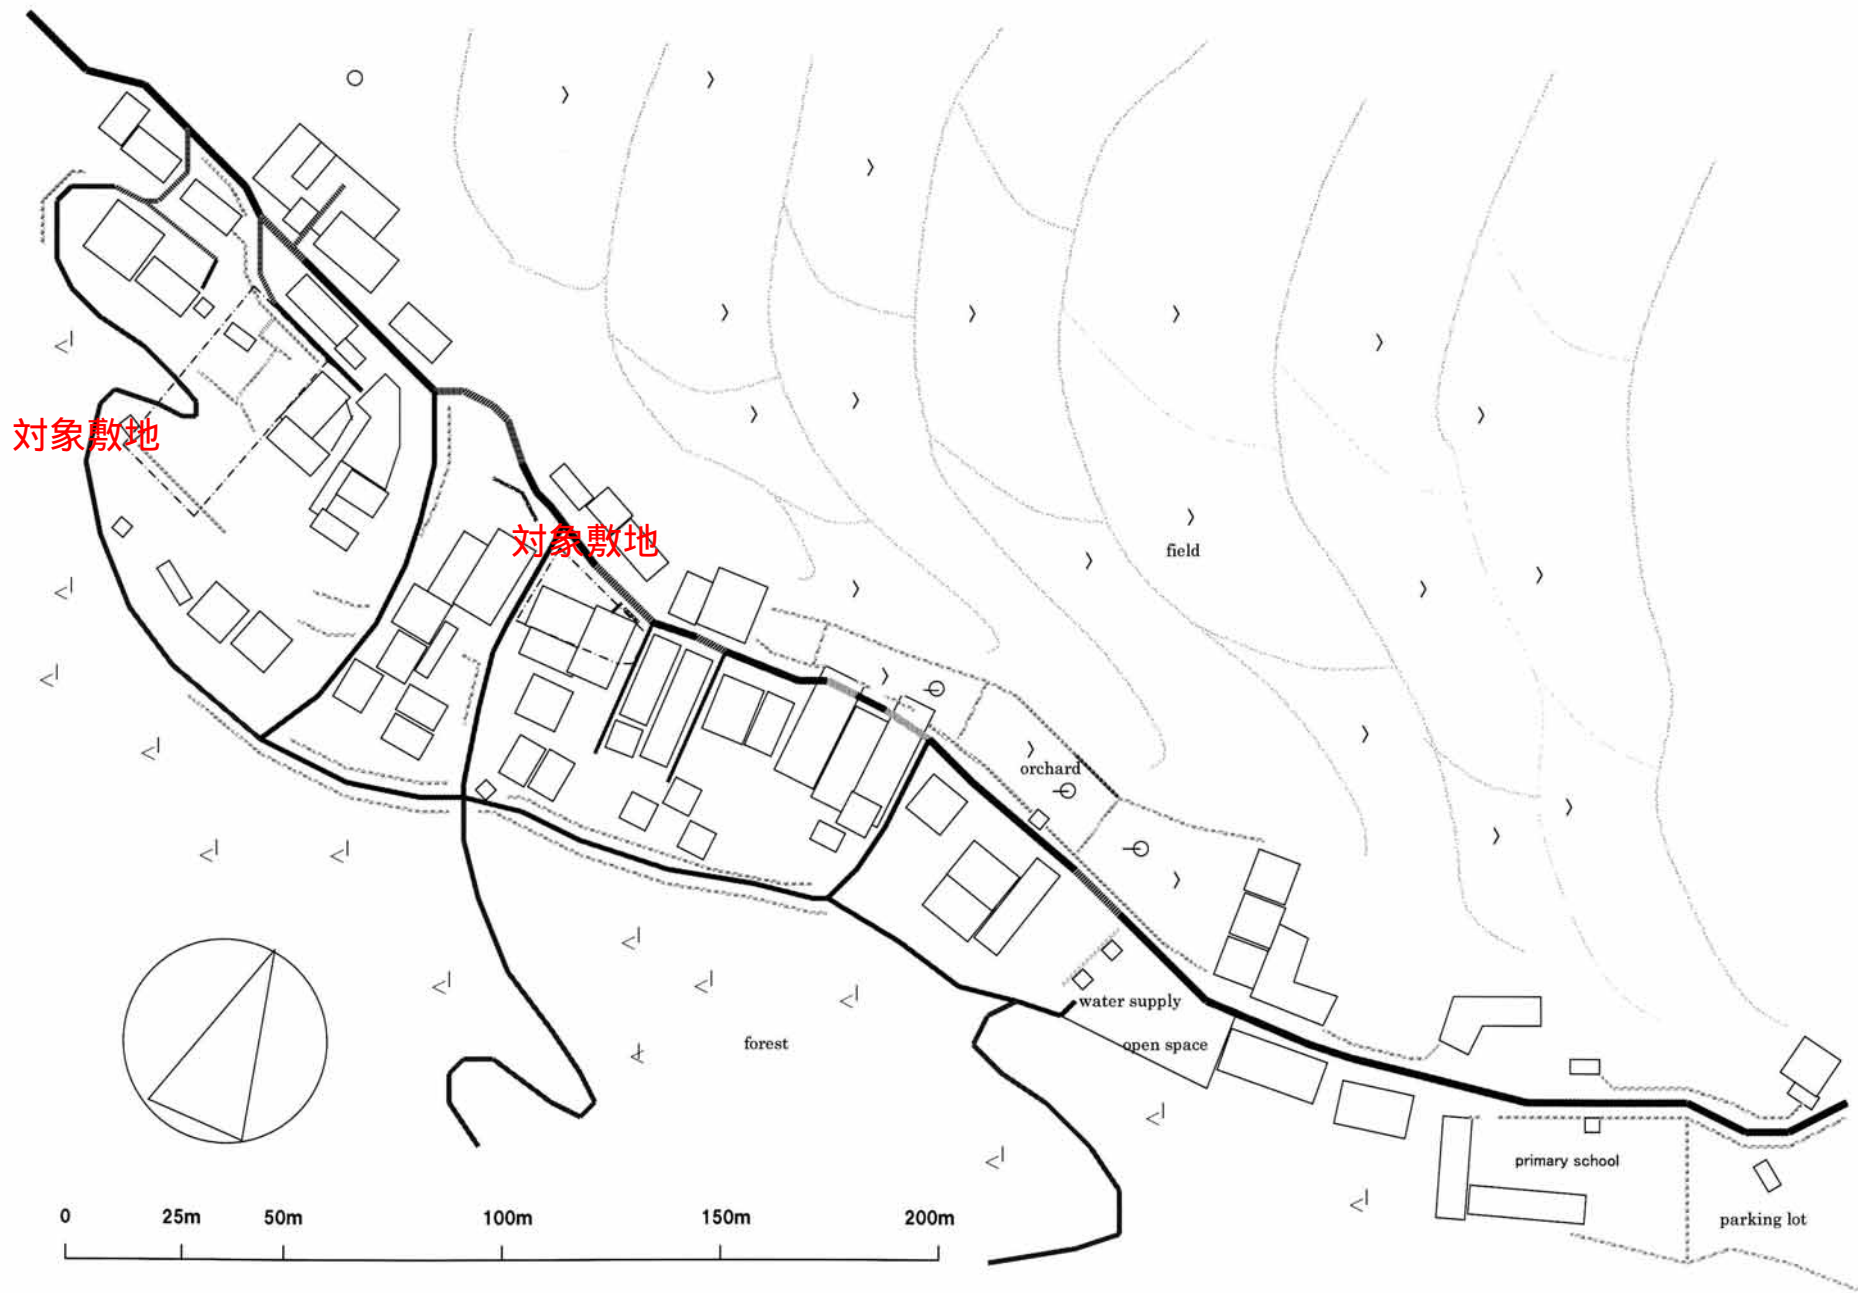 対象敷地
対象敷地
field
orchard
water supply
open space
forest
primary school
parking lot
0 25m 50m 100m 150m 200m